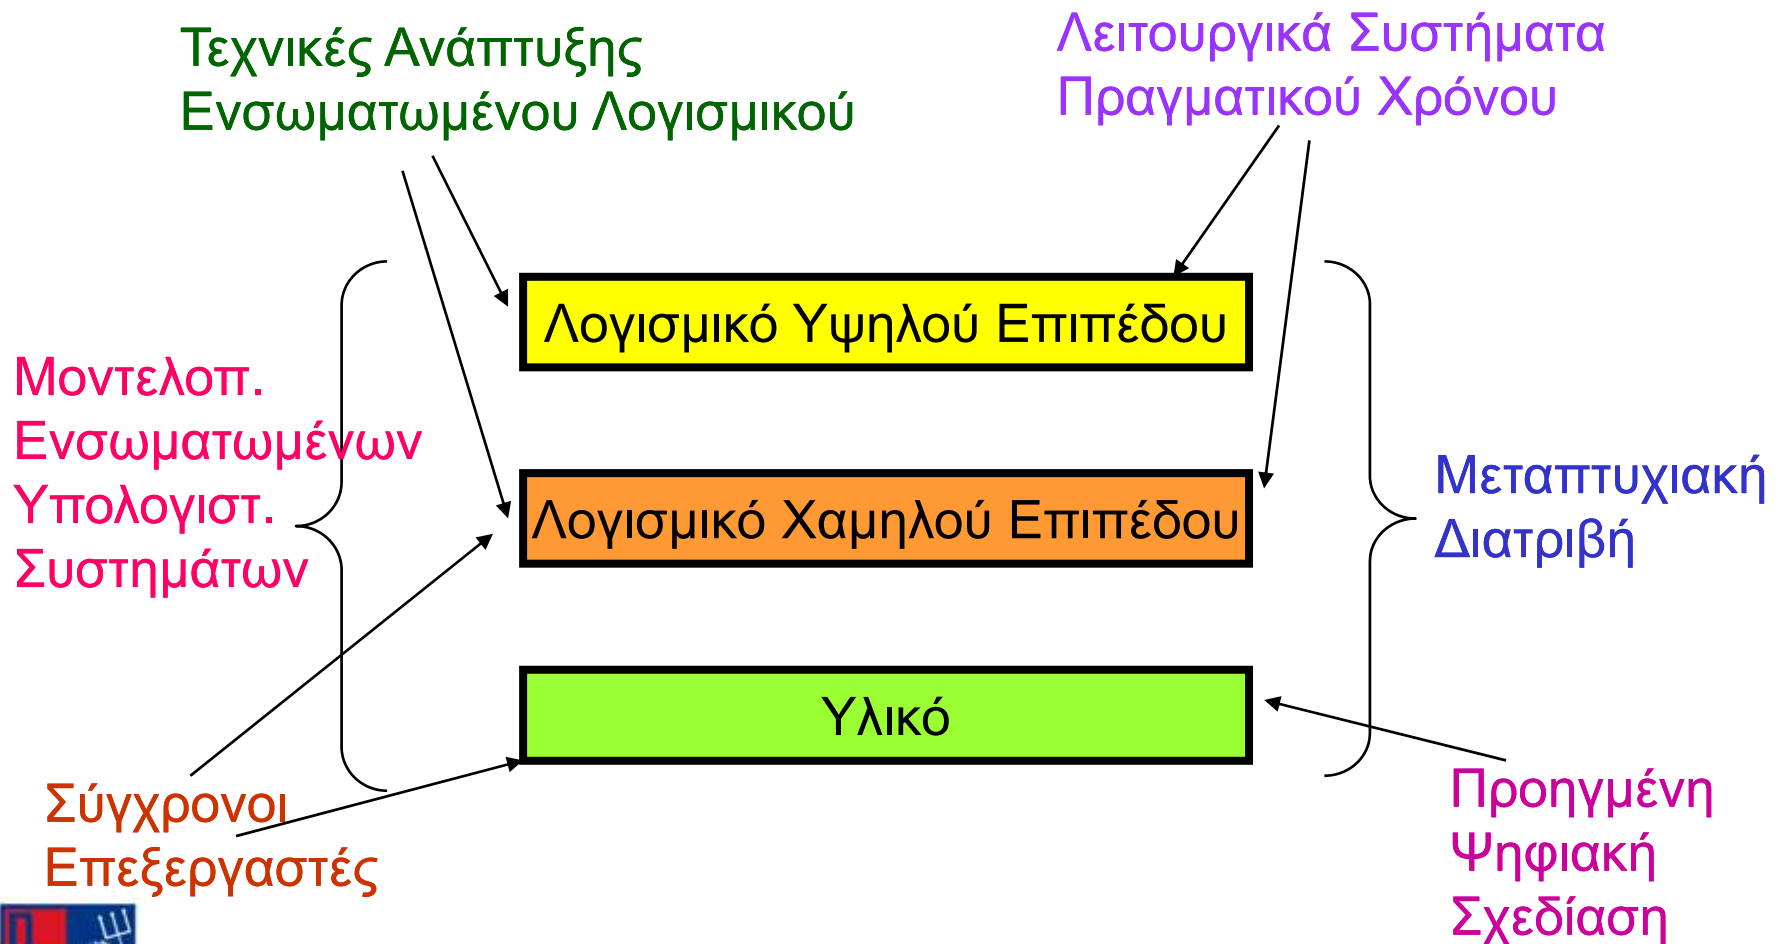 Τεχνικές Ανάπτυξης
Ενσωματωμένου Λογισμικού
Λειτουργικά Συστήματα
Πραγματικού Χρόνου
Λογισμικό Υψηλού Επιπέδου
Μοντελοπ.
Ενσωματωμένων
Υπολογιστ.
Συστημάτων
Λογισμικό Χαμηλού Επιπέδου
Μεταπτυχιακή
Διατριβή
Υλικό
Σύγχρονοι
Επεξεργαστές
Προηγμένη
Ψηφιακή
Σχεδίαση